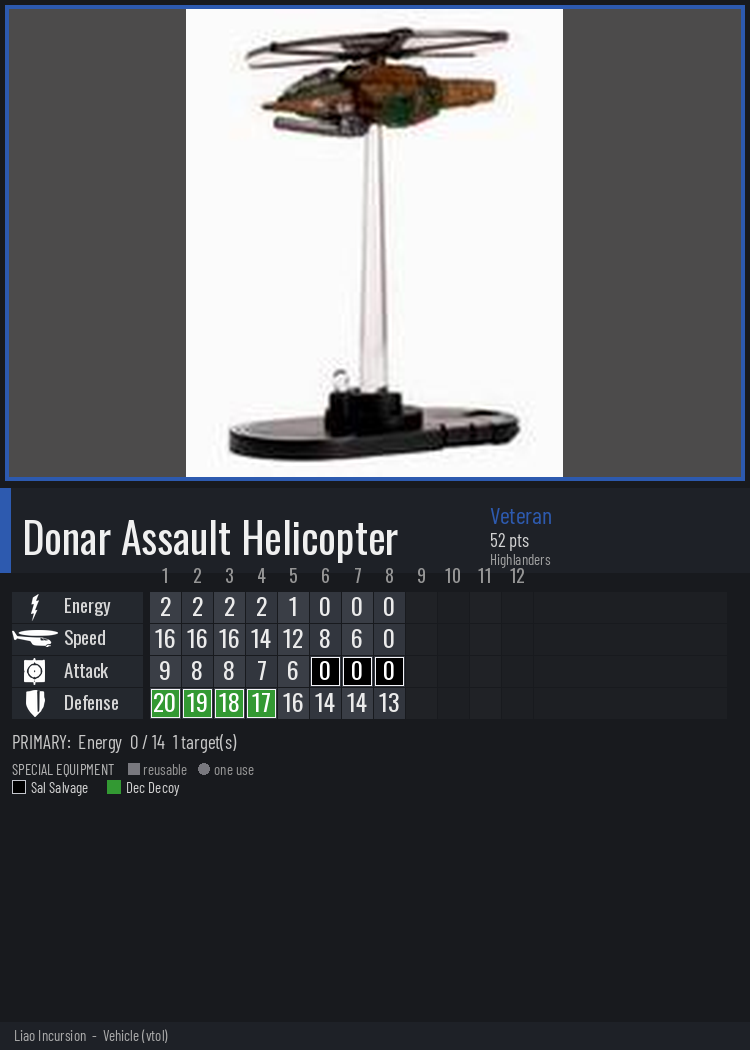 Donar Assault Helicopter
Veteran
52 pts
Highlanders
1 2 3 4 5 6 7 8 9 10 11 12
Energy 2 2 2 2 1 0 0 0
Speed 16 16 16 14 12 8 6 0
Attack 9 8 8 7 6 0 0 0
Defense 20 19 18 17 16 14 14 13
PRIMARY: Energy 0 / 14 1 target(s)
SPECIAL EQUIPMENT reusable one use
Sal Salvage Dec Decoy
Liao Incursion - Vehicle (vtol)